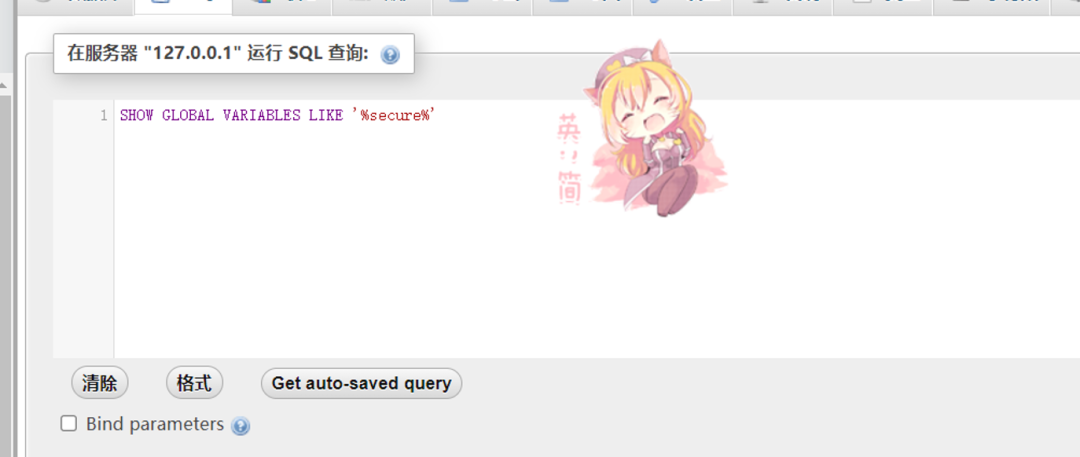 在服务器 "127.0.0.1" 运行 SQL 查询:
1 SHOW GLOBAL VARIABLES LIKE '%secure%'
英
简
清除 格式 Get auto-saved query
Bind parameters